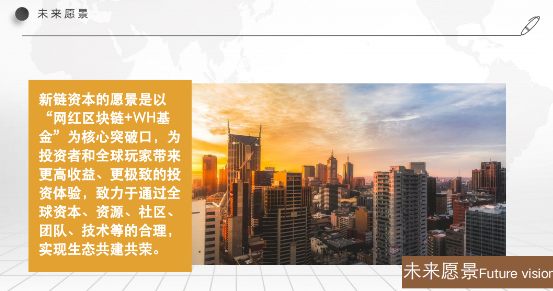 未来愿景
新链资本的愿景是以
“网红区块链+WH基
金”为核心突破口，为
投资者和全球玩家带来
更高收益、更极致的投
资体验，致力于通过全
球资本、资源、社区、
团队、技术等的合理，
实现生态共建共荣。
未来愿景Future vision